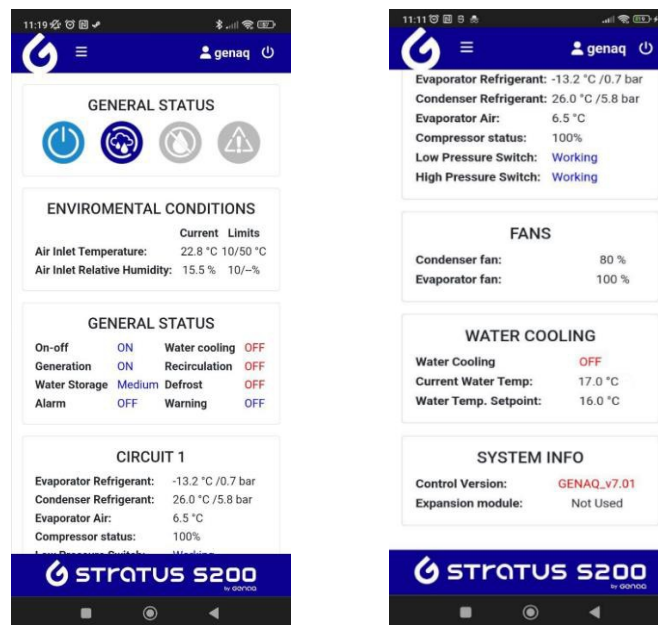 11:19
genaq
GENERAL STATUS
ENVIROMENTAL CONDITIONS
Current Limits
Air Inlet Temperature: 22.8 °C 10/50 °C
Air Inlet Relative Humidity: 15.5 % 10/--%
GENERAL STATUS
On-off ON Water cooling OFF
Generation ON Recirculation OFF
Water Storage Medium Defrost OFF
Alarm OFF Warning OFF
CIRCUIT 1
Evaporator Refrigerant: -13.2 °C /0.7 bar
Condenser Refrigerant: 26.0 °C /5.8 bar
Evaporator Air: 6.5 °C
Compressor status: 100%
Low Pressure Switch: Working
STRATUS S200
by GENAQ
11:11
genaq
Evaporator Refrigerant: -13.2 °C /0.7 bar
Condenser Refrigerant: 26.0 °C /5.8 bar
Evaporator Air: 6.5 °C
Compressor status: 100%
Low Pressure Switch: Working
High Pressure Switch: Working
FANS
Condenser fan: 80 %
Evaporator fan: 100 %
WATER COOLING
Water Cooling OFF
Current Water Temp: 17.0 °C
Water Temp. Setpoint: 16.0 °C
SYSTEM INFO
Control Version: GENAQ_v7.01
Expansion module: Not Used
STRATUS S200
by GENAQ